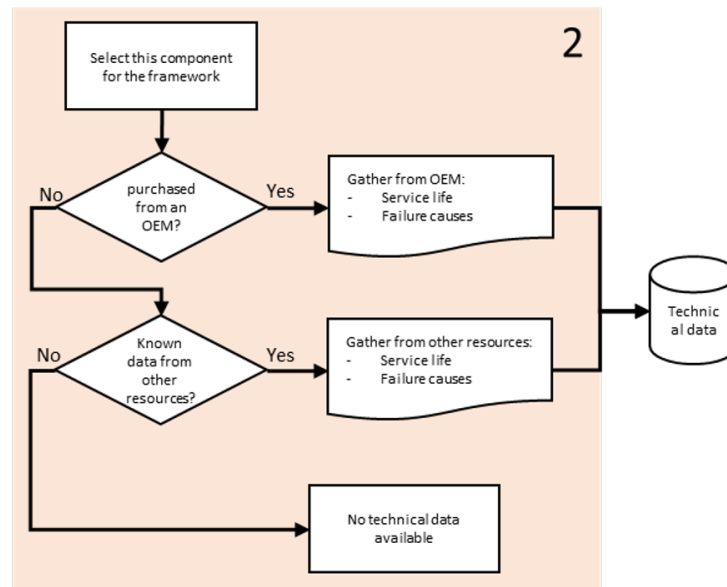 2
Select this component
for the framework
No
purchased
from an
OEM?
Yes
Gather from OEM:
- Service life
- Failure causes
Technic
al data
No
Known
data from
other
resources?
Yes
Gather from other resources:
- Service life
- Failure causes
No technical data
available